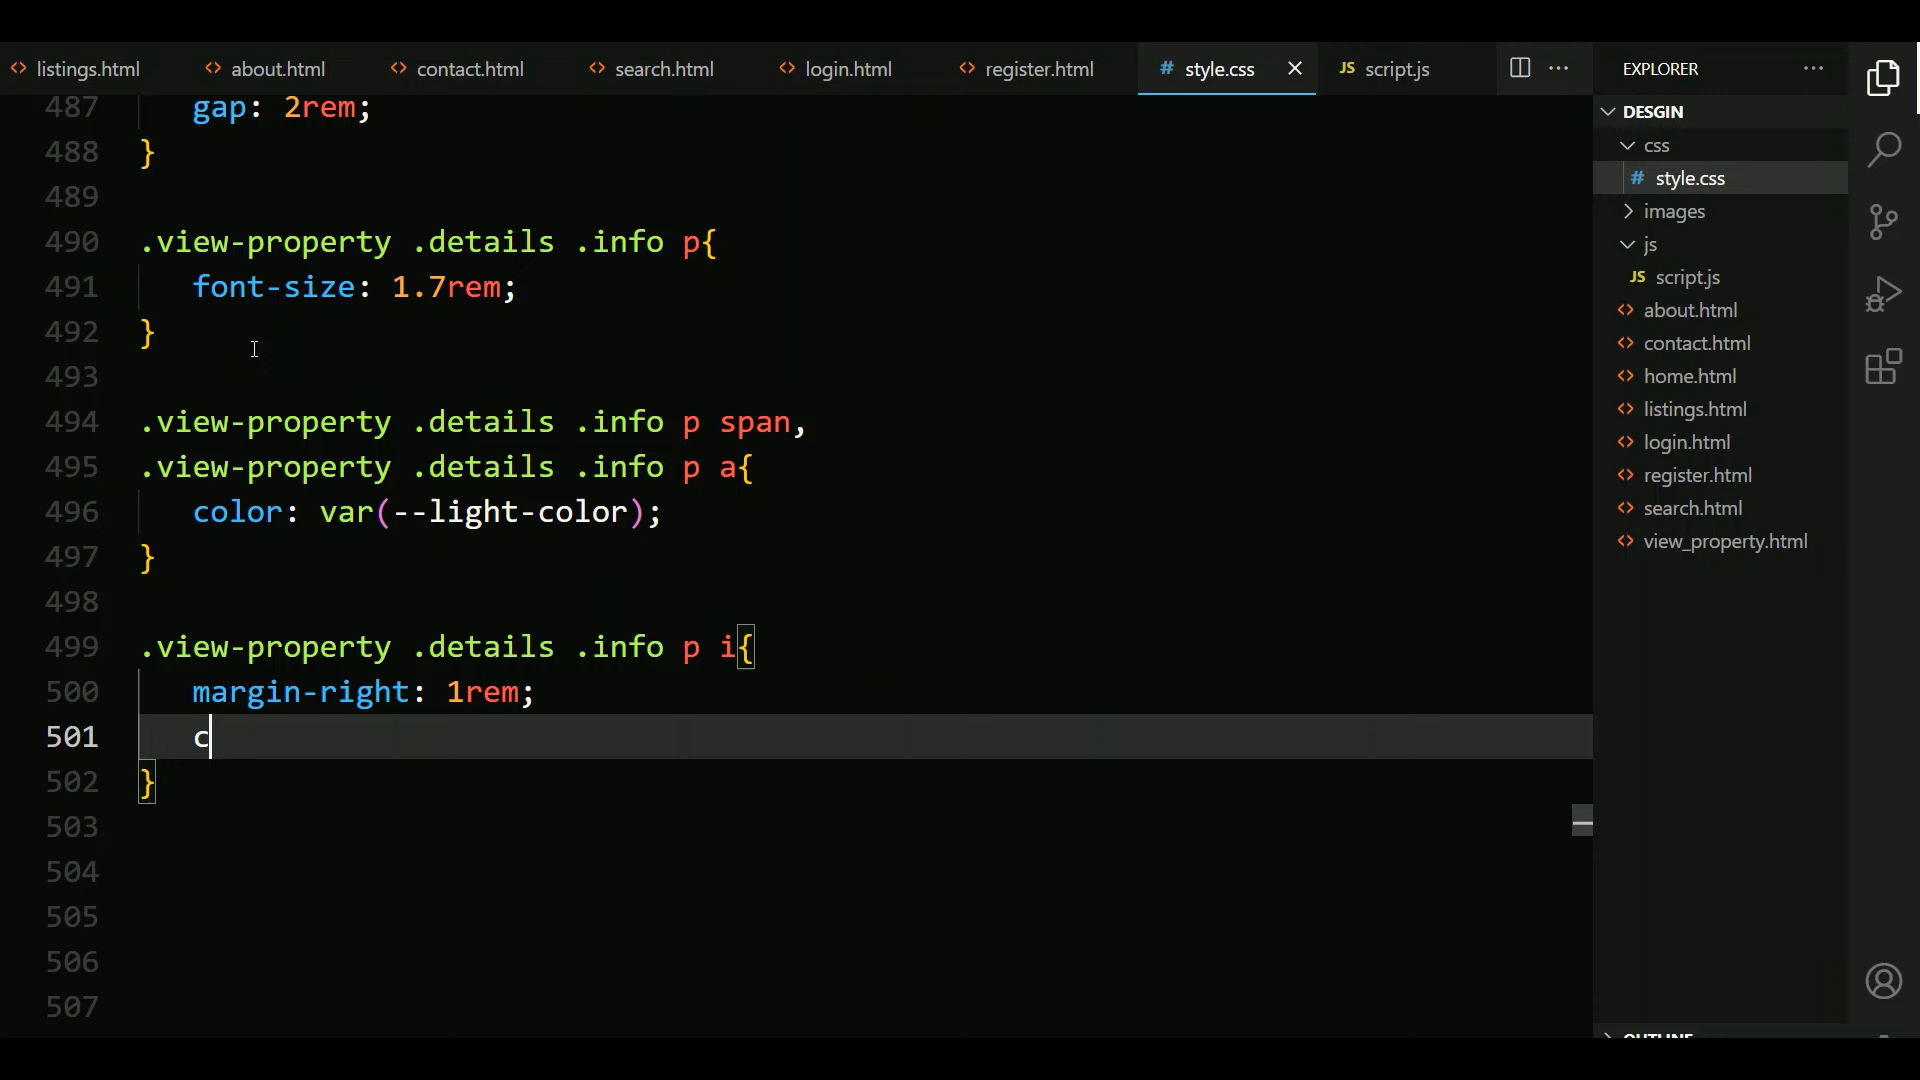 listings.html about.html contact.html search.html login.html register.html # style.css JS script.js EXPLORER
DESGIN
css
# style.css
images
js
JS script.js
about.html
contact.html
home.html
listings.html
login.html
register.html
search.html
view_property.html
OUTLINE
487 gap: 2rem;
488 }
489
490 .view-property .details .info p{
491 font-size: 1.7rem;
492 }
493
494 .view-property .details .info p span,
495 .view-property .details .info p a{
496 color: var(--light-color);
497 }
498
499 .view-property .details .info p i{
500 margin-right: 1rem;
501 c
502 }
503
504
505
506
507